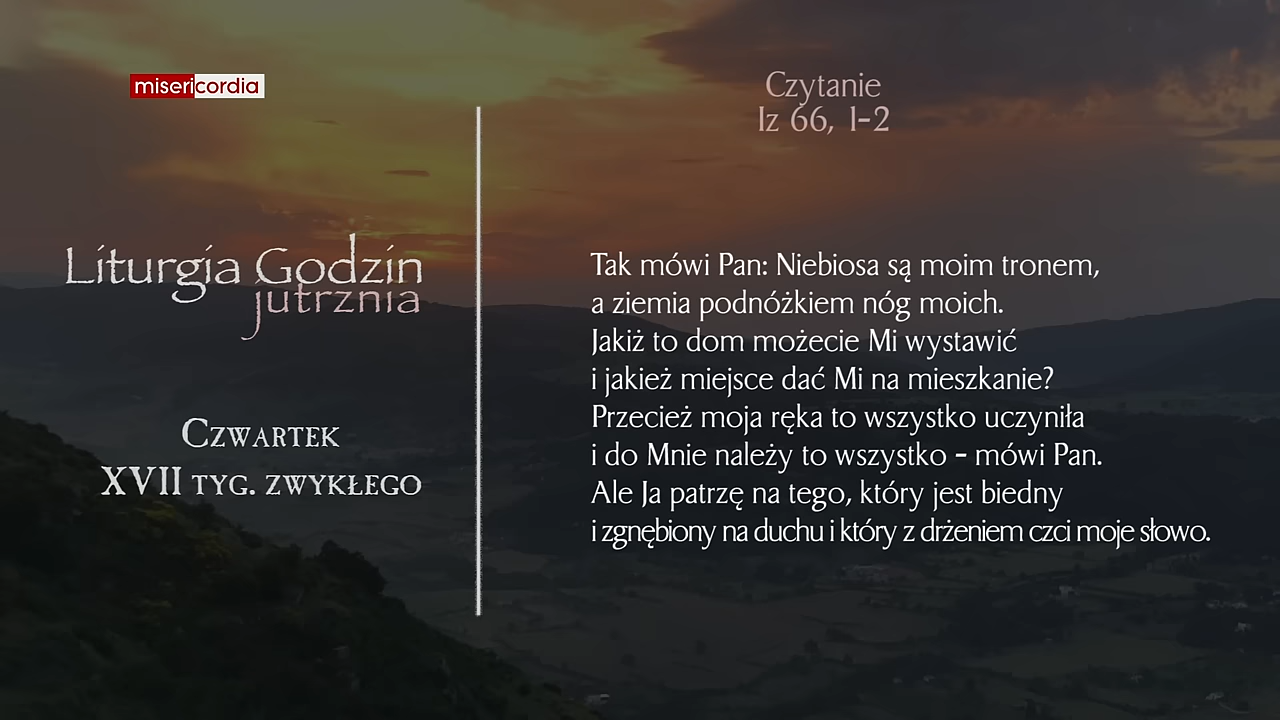 misericordia
Liturgia Godzin
jutrznia
Czwartek
XVII tyg. zwykłego
Czytanie
Iz 66, 1-2
Tak mówi Pan: Niebiosa są moim tronem,
a ziemia podnóżkiem nóg moich.
Jakiż to dom możecie Mi wystawić
i jakież miejsce dać Mi na mieszkanie?
Przecież moja ręka to wszystko uczyniła
i do Mnie należy to wszystko – mówi Pan.
Ale Ja patrzę na tego, który jest biedny
i zgnębiony na duchu i który z drżeniem czci moje słowo.